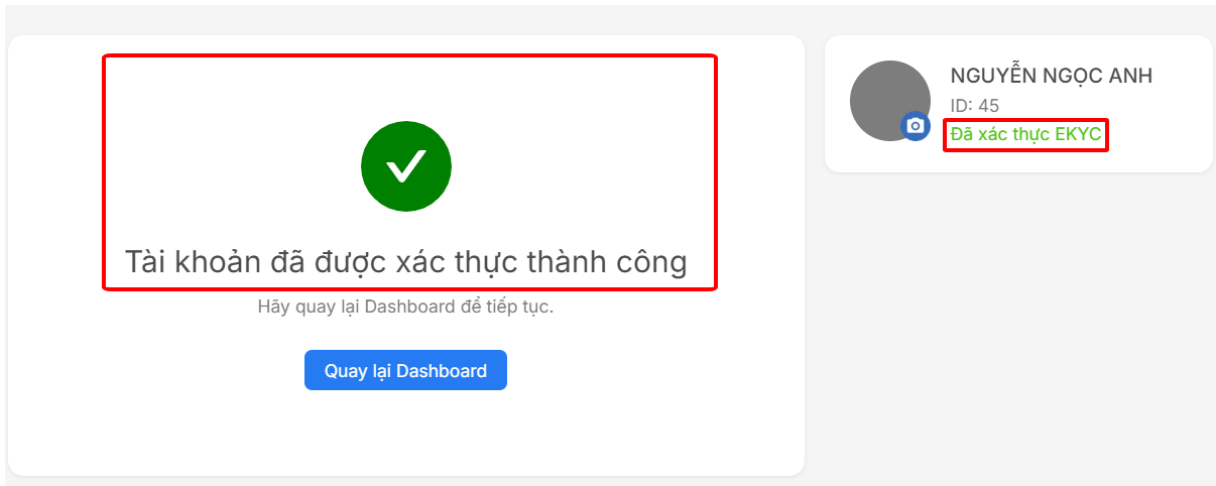 Tài khoản đã được xác thực thành công
Hãy quay lại Dashboard để tiếp tục.
Quay lại Dashboard
NGUYỄN NGỌC ANH
ID: 45
Đã xác thực EKYC